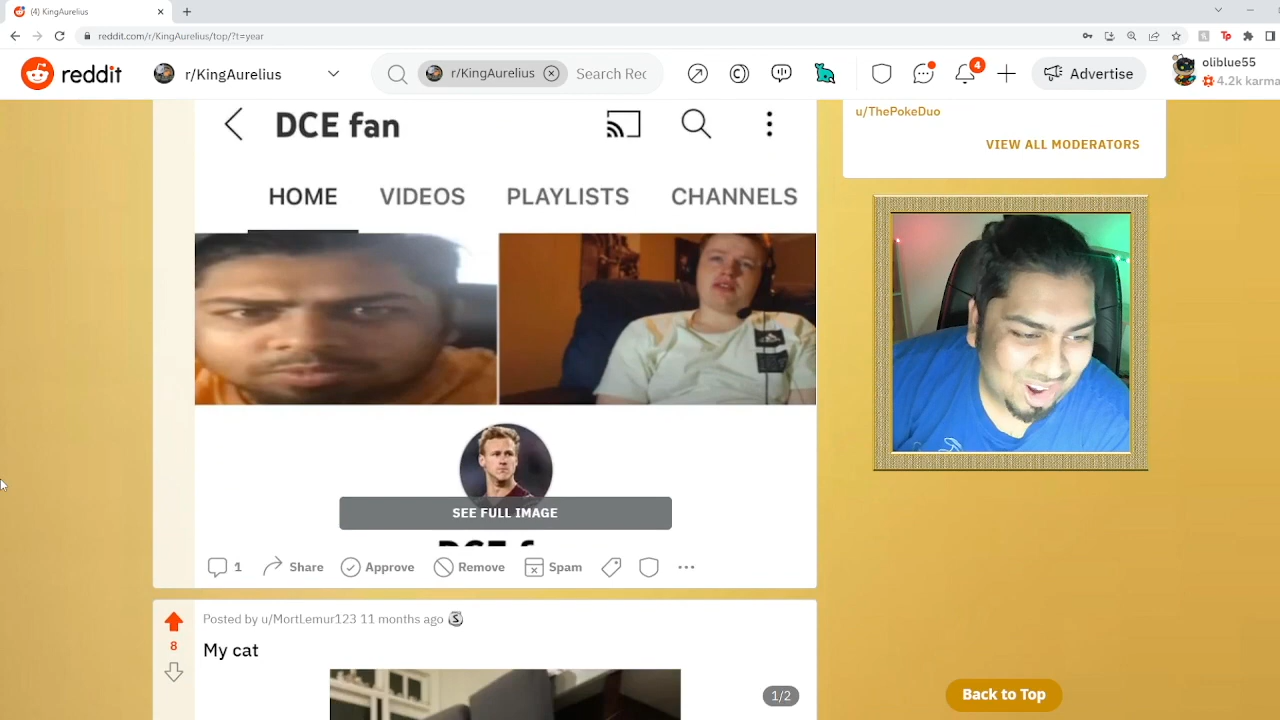 (4) KingAurelius
reddit.com/r/KingAurelius/top/?t=year
reddit
r/KingAurelius
r/KingAurelius
Search Rec
4
Advertise
oliblue55
4.2k karma
DCE fan
HOME
VIDEOS
PLAYLISTS
CHANNELS
SEE FULL IMAGE
1
Share
Approve
Remove
Spam
Posted by u/MortLemur123 11 months ago
8
My cat
1/2
u/ThePokeDuo
VIEW ALL MODERATORS
Back to Top